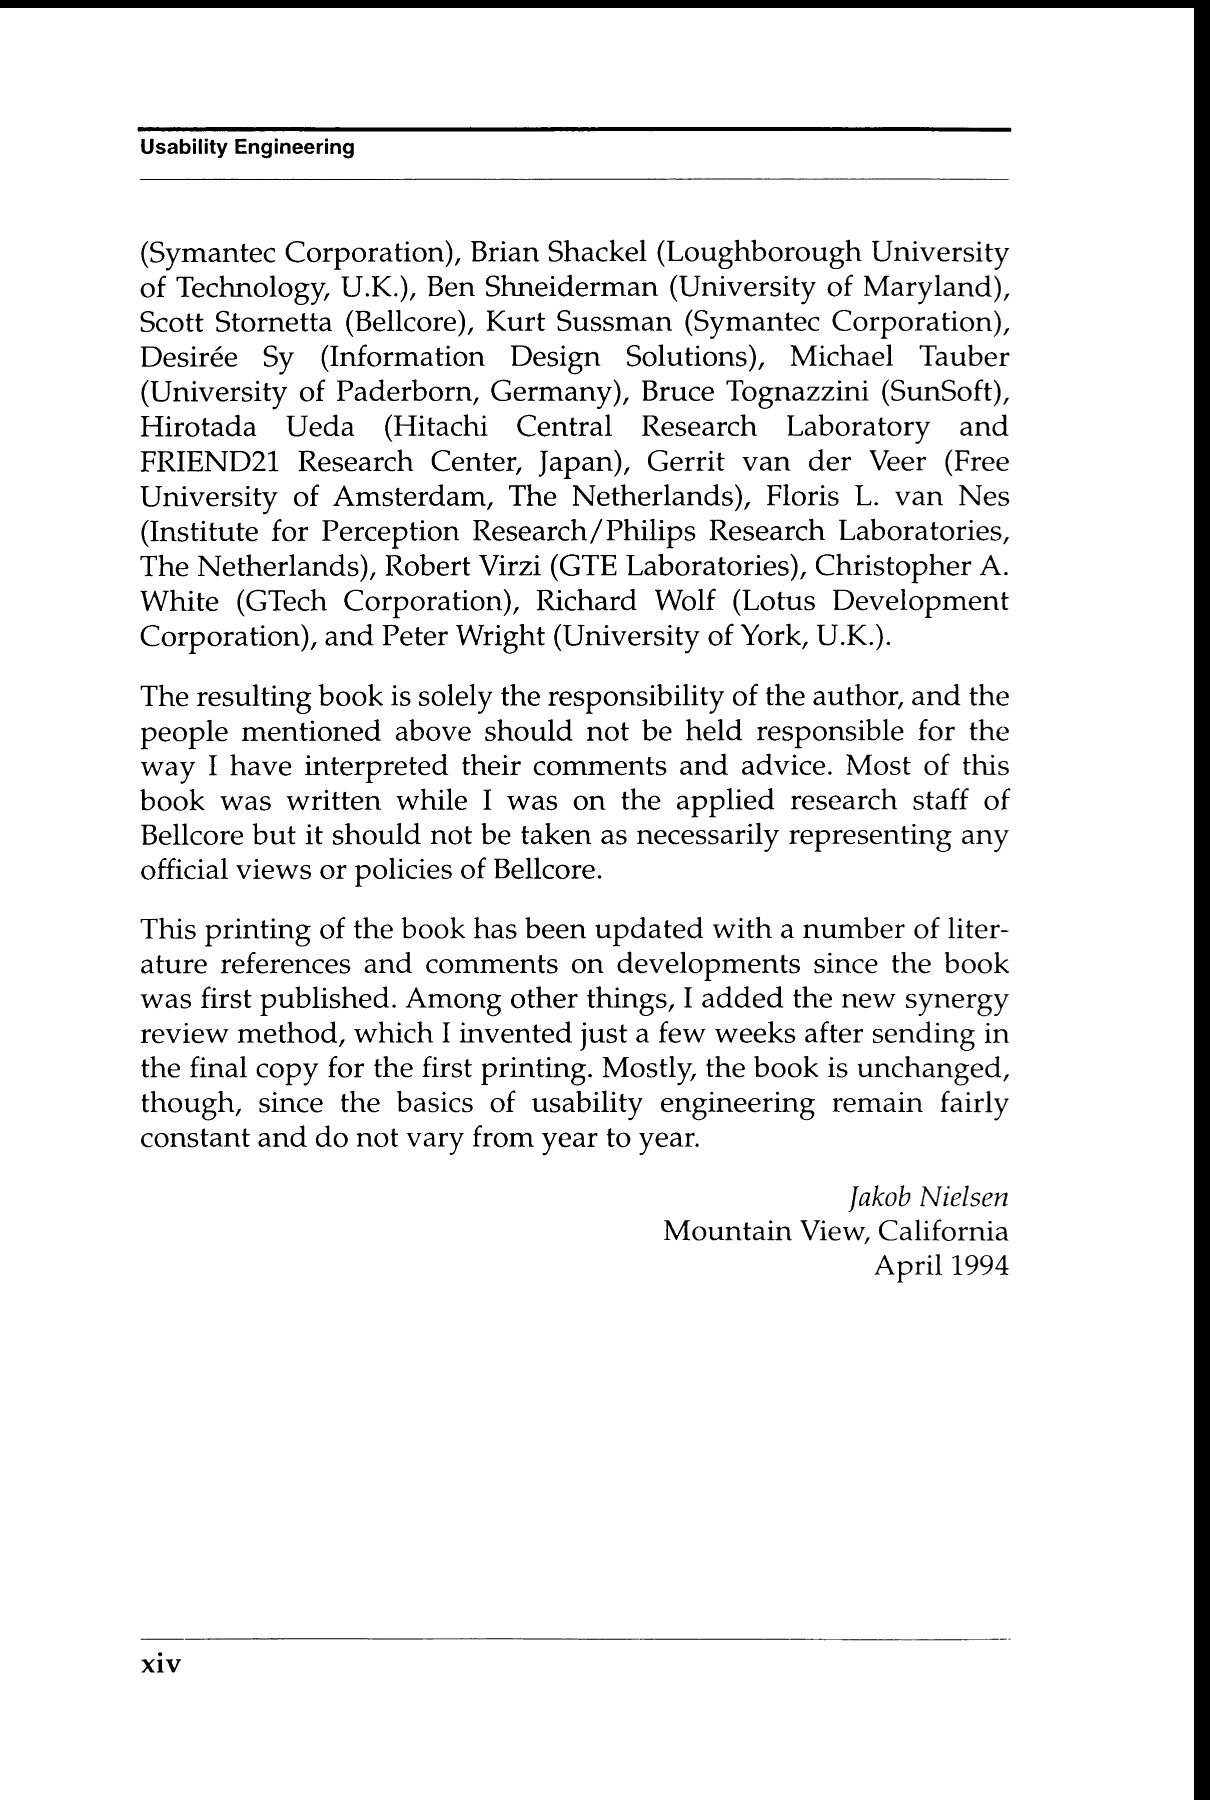 Usability Engineering
(Symantec Corporation), Brian Shackel (Loughborough University
of Technology, U.K.), Ben Shneiderman (University of Maryland),
Scott Stornetta (Bellcore), Kurt Sussman (Symantec Corporation),
Desirée Sy (Information Design Solutions), Michael Tauber
(University of Paderborn, Germany), Bruce Tognazzini (SunSoft),
Hirotada Ueda (Hitachi Central Research Laboratory and
FRIEND21 Research Center, Japan), Gerrit van der Veer (Free
University of Amsterdam, The Netherlands), Floris L. van Nes
(Institute for Perception Research/Philips Research Laboratories,
The Netherlands), Robert Virzi (GTE Laboratories), Christopher A.
White (GTech Corporation), Richard Wolf (Lotus Development
Corporation), and Peter Wright (University of York, U.K.).
The resulting book is solely the responsibility of the author, and the
people mentioned above should not be held responsible for the
way I have interpreted their comments and advice. Most of this
book was written while I was on the applied research staff of
Bellcore but it should not be taken as necessarily representing any
official views or policies of Bellcore.
This printing of the book has been updated with a number of liter-
ature references and comments on developments since the book
was first published. Among other things, I added the new synergy
review method, which I invented just a few weeks after sending in
the final copy for the first printing. Mostly, the book is unchanged,
though, since the basics of usability engineering remain fairly
constant and do not vary from year to year.
Jakob Nielsen
Mountain View, California
April 1994
xiv